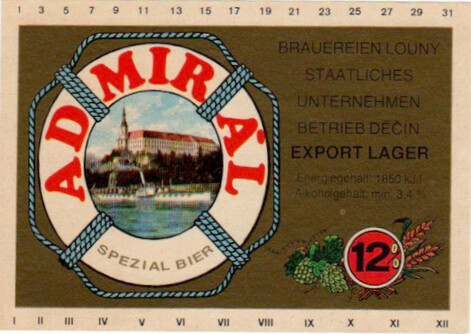 1 3 5 7 9 11 13 15 17 19 21 23 25 27 29 31
ADMIRÁL
SPEZIAL BIER
BRAUEREIEN LOUNY
STAATLICHES
UNTERNEHMEN
BETRIEB DĚČÍN
EXPORT LAGER
Energiegehalt: 1650 kJ/l
Alkoholgehalt: min. 3,4 %
12%
I II III IV V VI VII VIII IX X XI XII